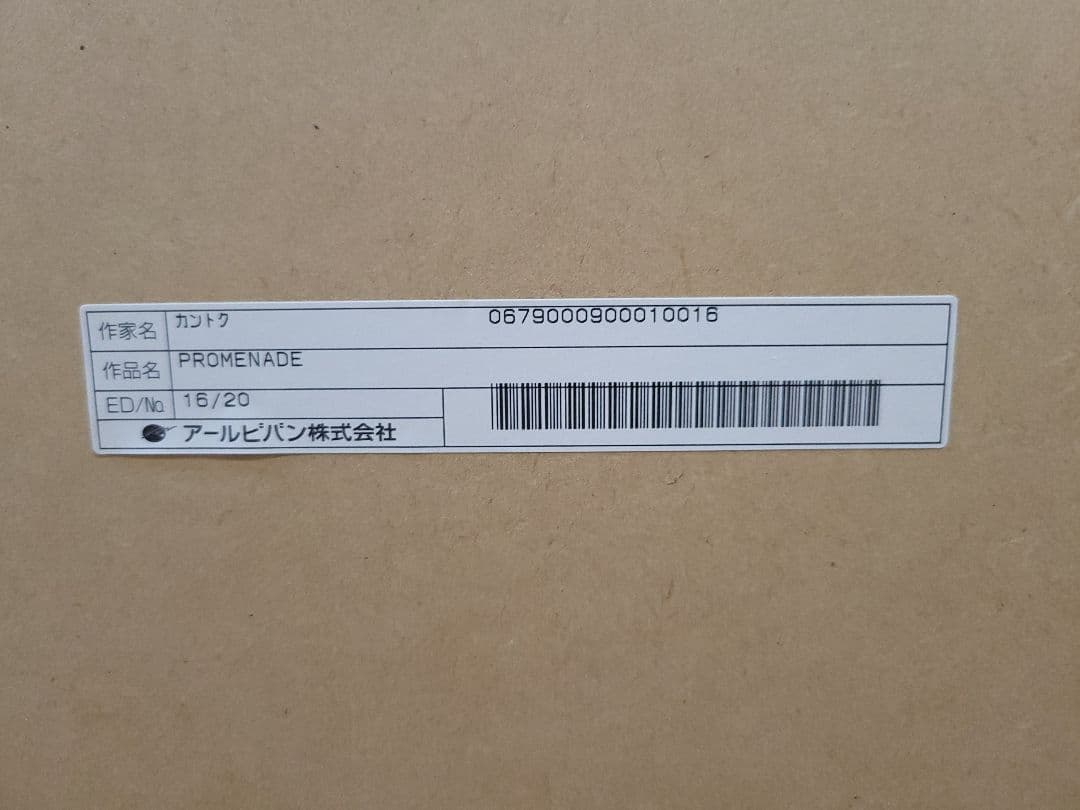 作家名 カントク 0679000900010016
作品名 PROMENADE
ED/No. 16/20
アールビバン株式会社